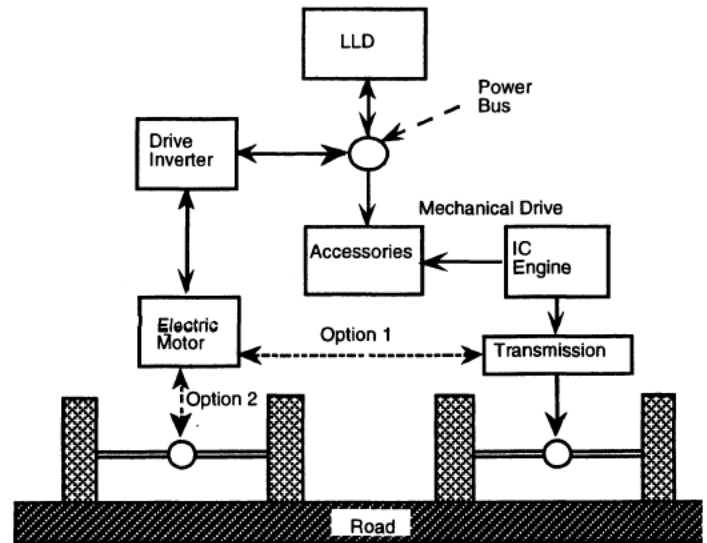 LLD
Power
Bus
Drive
Inverter
Mechanical Drive
Accessories
IC
Engine
Electric
Motor
Option 1
Transmission
Option 2
Road